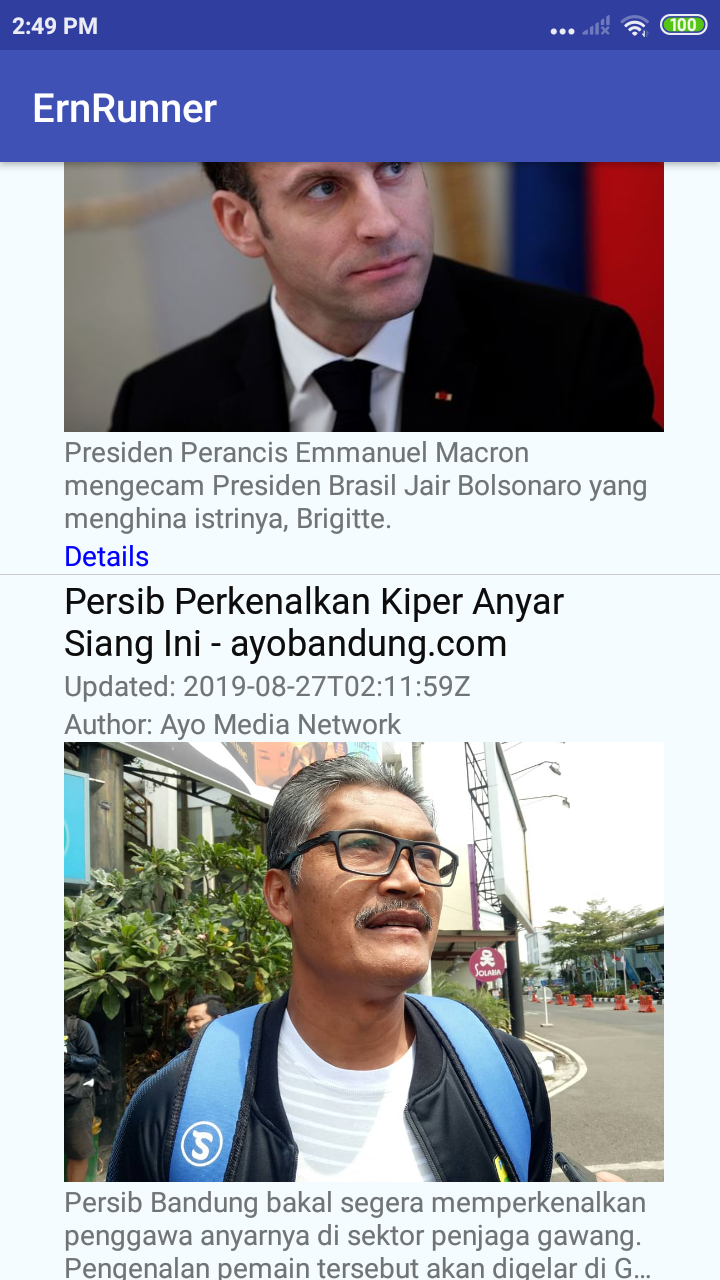 2:49 PM
100
ErnRunner
Presiden Perancis Emmanuel Macron
mengecam Presiden Brasil Jair Bolsonaro yang
menghina istrinya, Brigitte.
Details
Persib Perkenalkan Kiper Anyar
Siang Ini - ayobandung.com
Updated: 2019-08-27T02:11:59Z
Author: Ayo Media Network
SOLARIA
Persib Bandung bakal segera memperkenalkan
penggawa anyarnya di sektor penjaga gawang.
Pengenalan pemain tersebut akan digelar di G...